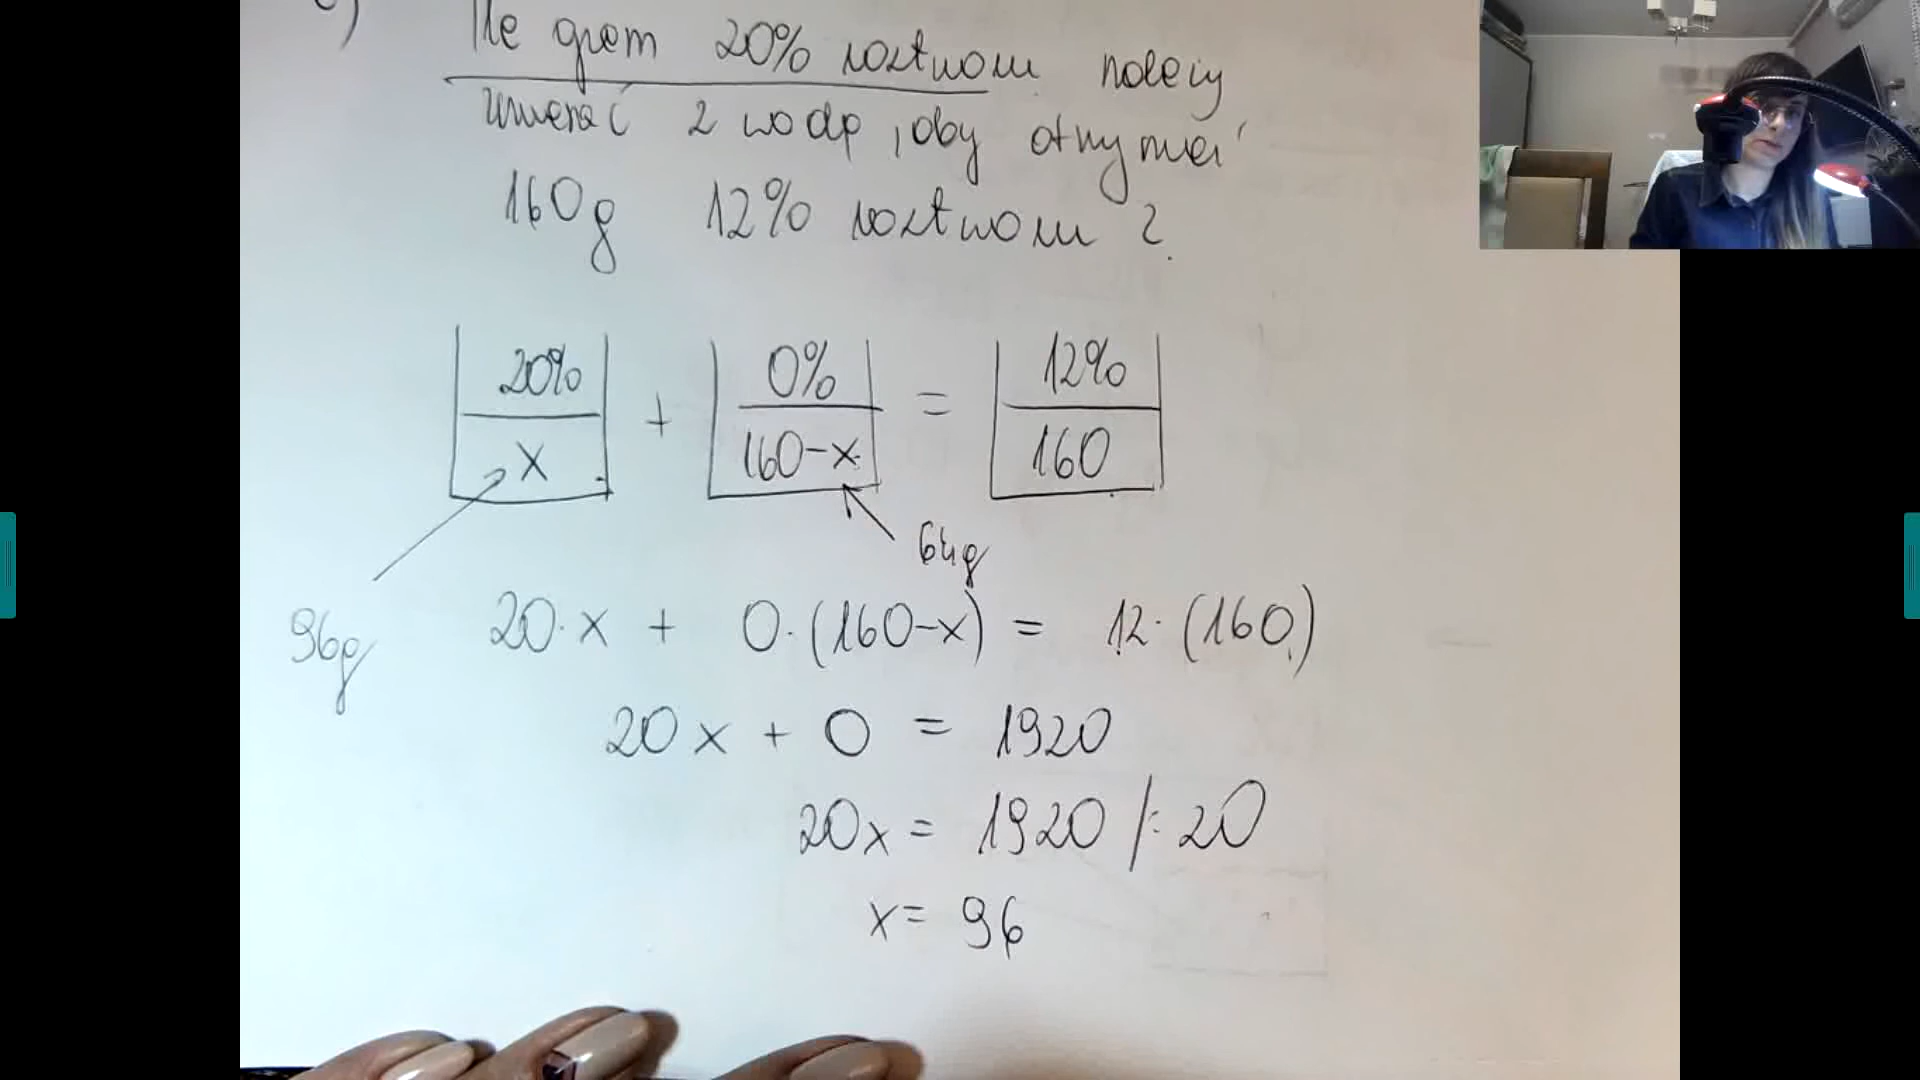 Ile gram 20% roztworu należy
zmieszać z wodą, aby otrzymać
160g 12% roztworu?
20% + 0% = 12%
x 160-x 160
64g
96g
20·x + 0·(160-x) = 12·(160)
20x + 0 = 1920
20x = 1920 /:20
x = 96